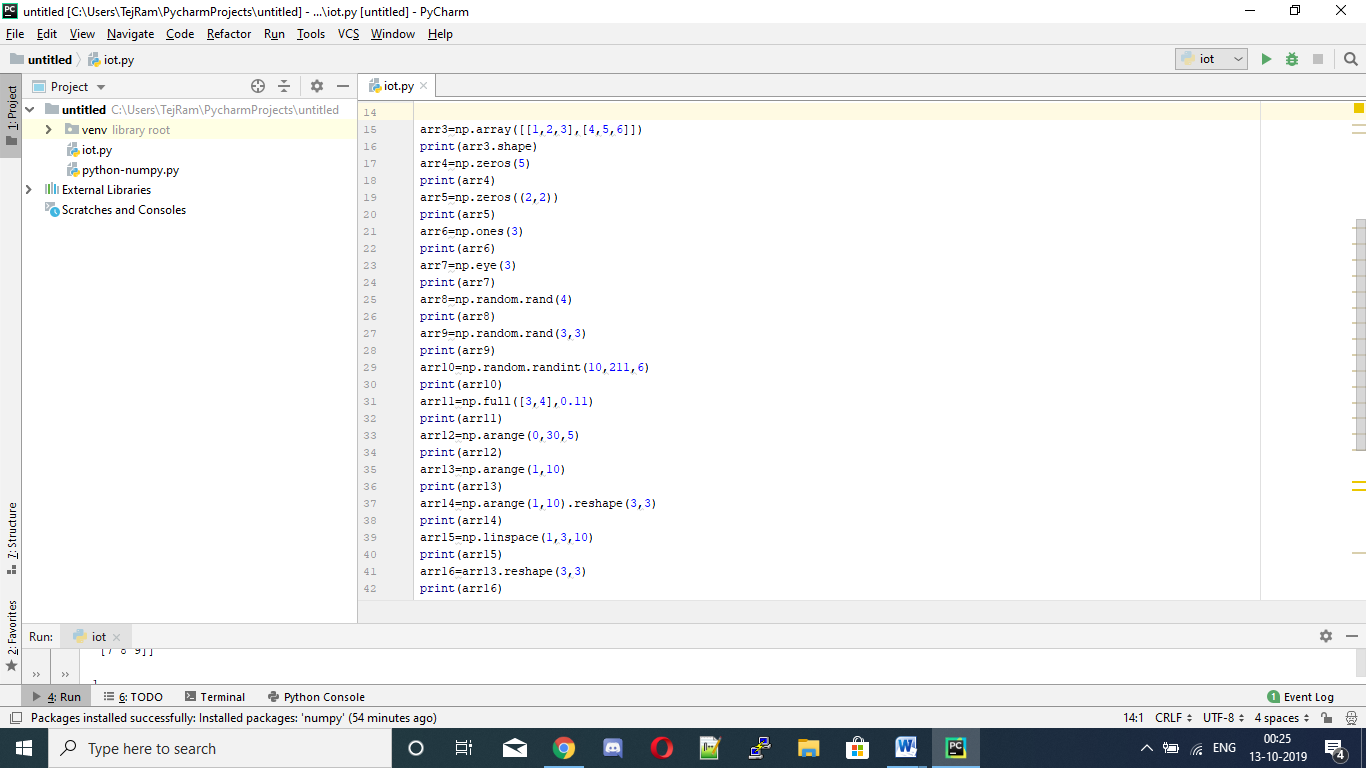 untitled [C:\Users\TejRam\PycharmProjects\untitled] - ...\iot.py [untitled] - PyCharm
File Edit View Navigate Code Refactor Run Tools VCS Window Help
untitled iot.py
iot
1: Project
Project
iot.py
untitled C:\Users\TejRam\PycharmProjects\untitled
venv library root
iot.py
python-numpy.py
External Libraries
Scratches and Consoles
14
15 arr3=np.array([[1,2,3],[4,5,6]])
16 print(arr3.shape)
17 arr4=np.zeros(5)
18 print(arr4)
19 arr5=np.zeros((2,2))
20 print(arr5)
21 arr6=np.ones(3)
22 print(arr6)
23 arr7=np.eye(3)
24 print(arr7)
25 arr8=np.random.rand(4)
26 print(arr8)
27 arr9=np.random.rand(3,3)
28 print(arr9)
29 arr10=np.random.randint(10,211,6)
30 print(arr10)
31 arr11=np.full([3,4],0.11)
32 print(arr11)
33 arr12=np.arange(0,30,5)
34 print(arr12)
35 arr13=np.arange(1,10)
36 print(arr13)
37 arr14=np.arange(1,10).reshape(3,3)
38 print(arr14)
39 arr15=np.linspace(1,3,10)
40 print(arr15)
41 arr16=arr13.reshape(3,3)
42 print(arr16)
7: Structure
2: Favorites
Run: iot
[7 8 9]]
4: Run 6: TODO Terminal Python Console
1 Event Log
Packages installed successfully: Installed packages: 'numpy' (54 minutes ago)
14:1 CRLF UTF-8 4 spaces
Type here to search
ENG
00:25
13-10-2019
4